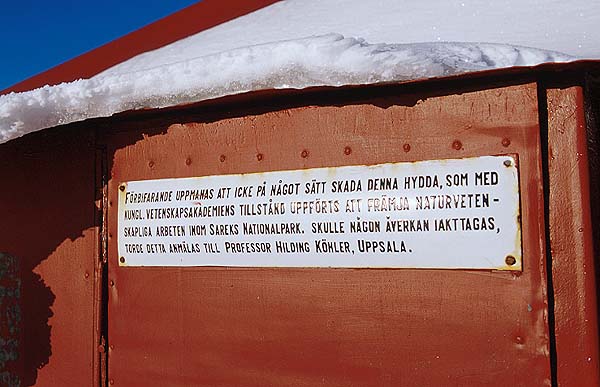 FÖRBIFARANDE UPPMANAS ATT ICKE PÅ NÅGOT SÄTT SKADA DENNA HYDDA, SOM MED
KUNGL. VETENSKAPSAKADEMIENS TILLSTÅND UPPFÖRTS ATT FRÄMJA NATURVETEN-
SKAPLIGA ARBETEN INOM SAREKS NATIONALPARK. SKULLE NÅGON ÅVERKAN IAKTTAGAS,
TORDE DETTA ANMÄLAS TILL PROFESSOR HILDING KÖHLER, UPPSALA.